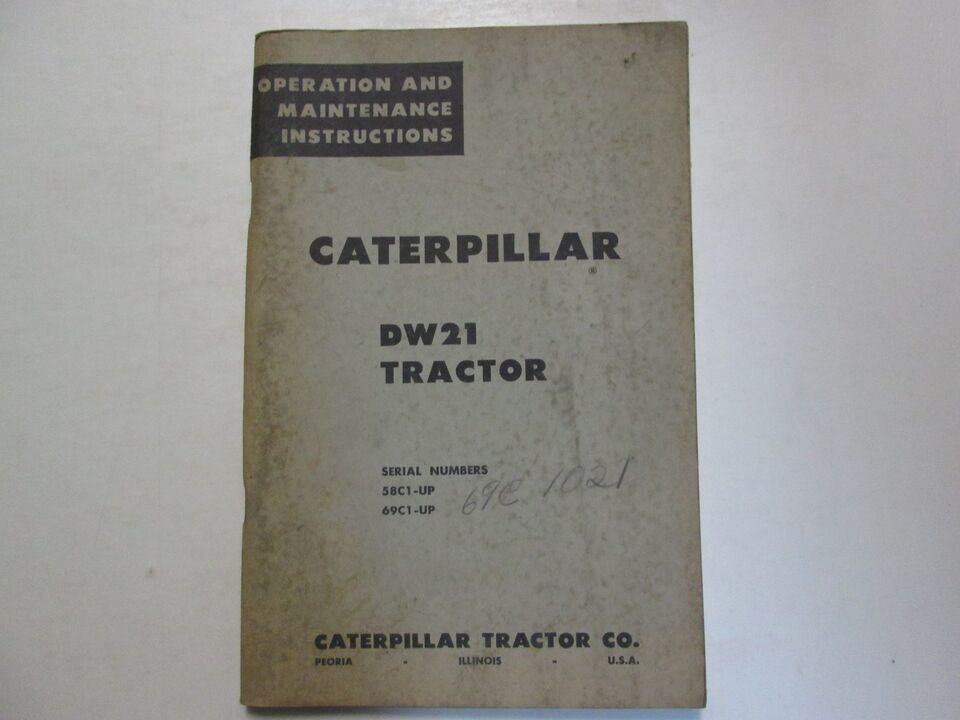 OPERATION AND
MAINTENANCE
INSTRUCTIONS
CATERPILLAR
®
DW21
TRACTOR
SERIAL NUMBERS
58C1-UP
69C1-UP
69C 1021
CATERPILLAR TRACTOR CO.
PEORIA - ILLINOIS - U.S.A.